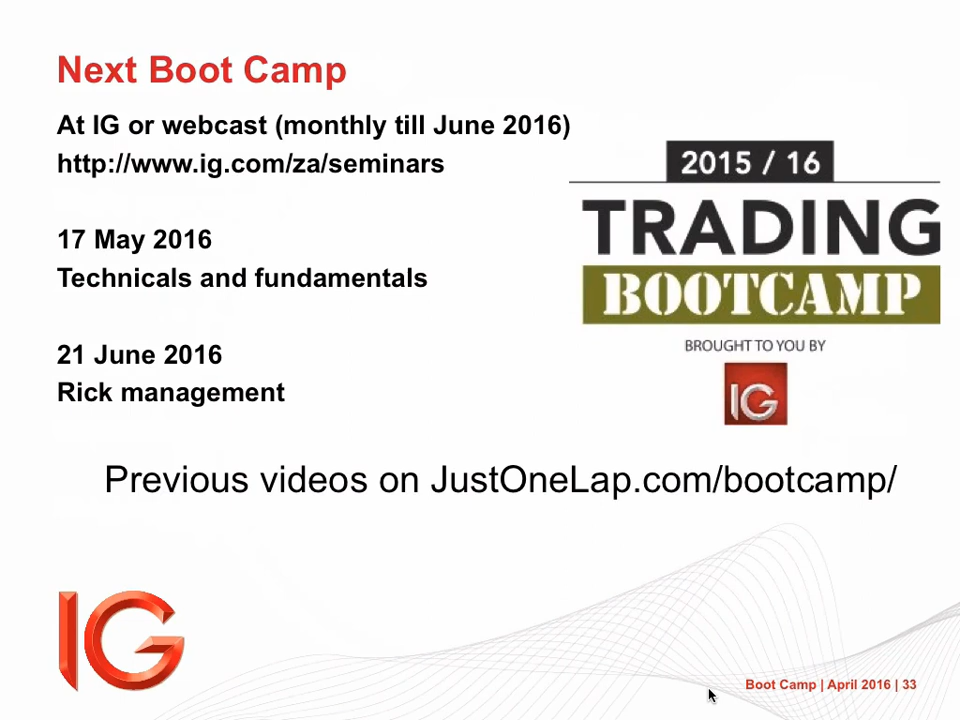 Next Boot Camp
At IG or webcast (monthly till June 2016)
http://www.ig.com/za/seminars
17 May 2016
Technicals and fundamentals
21 June 2016
Rick management
2015 / 16
TRADING
BOOTCAMP
BROUGHT TO YOU BY
IG
Previous videos on JustOneLap.com/bootcamp/
IG
Boot Camp | April 2016 | 33